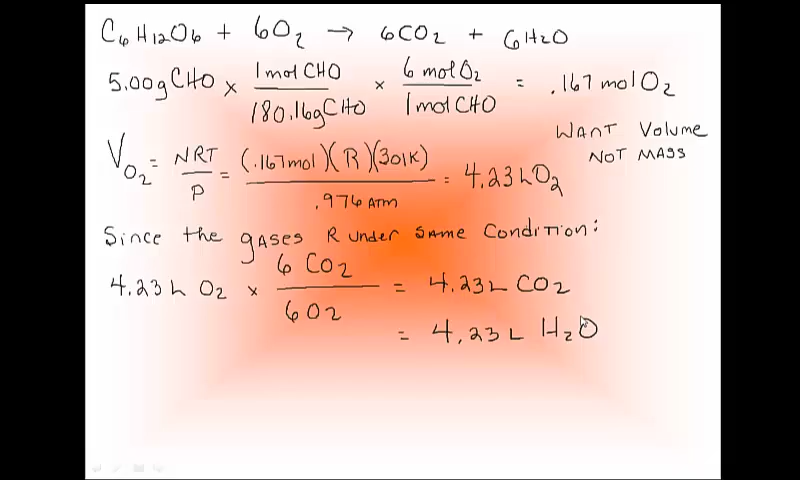 C6H12O6 + 6O2 → 6CO2 + 6H2O
5.00g CHO x 1 mol CHO / 180.16g CHO x 6 mol O2 / 1 mol CHO = .167 mol O2
WANT Volume
NOT MASS
VO2 = NRT / P = (.167mol)(R)(301K) / .976 ATM = 4.23 L O2
Since the gases R under same condition:
4.23 L O2 x 6 CO2 / 6 O2 = 4.23 L CO2
= 4.23 L H2O